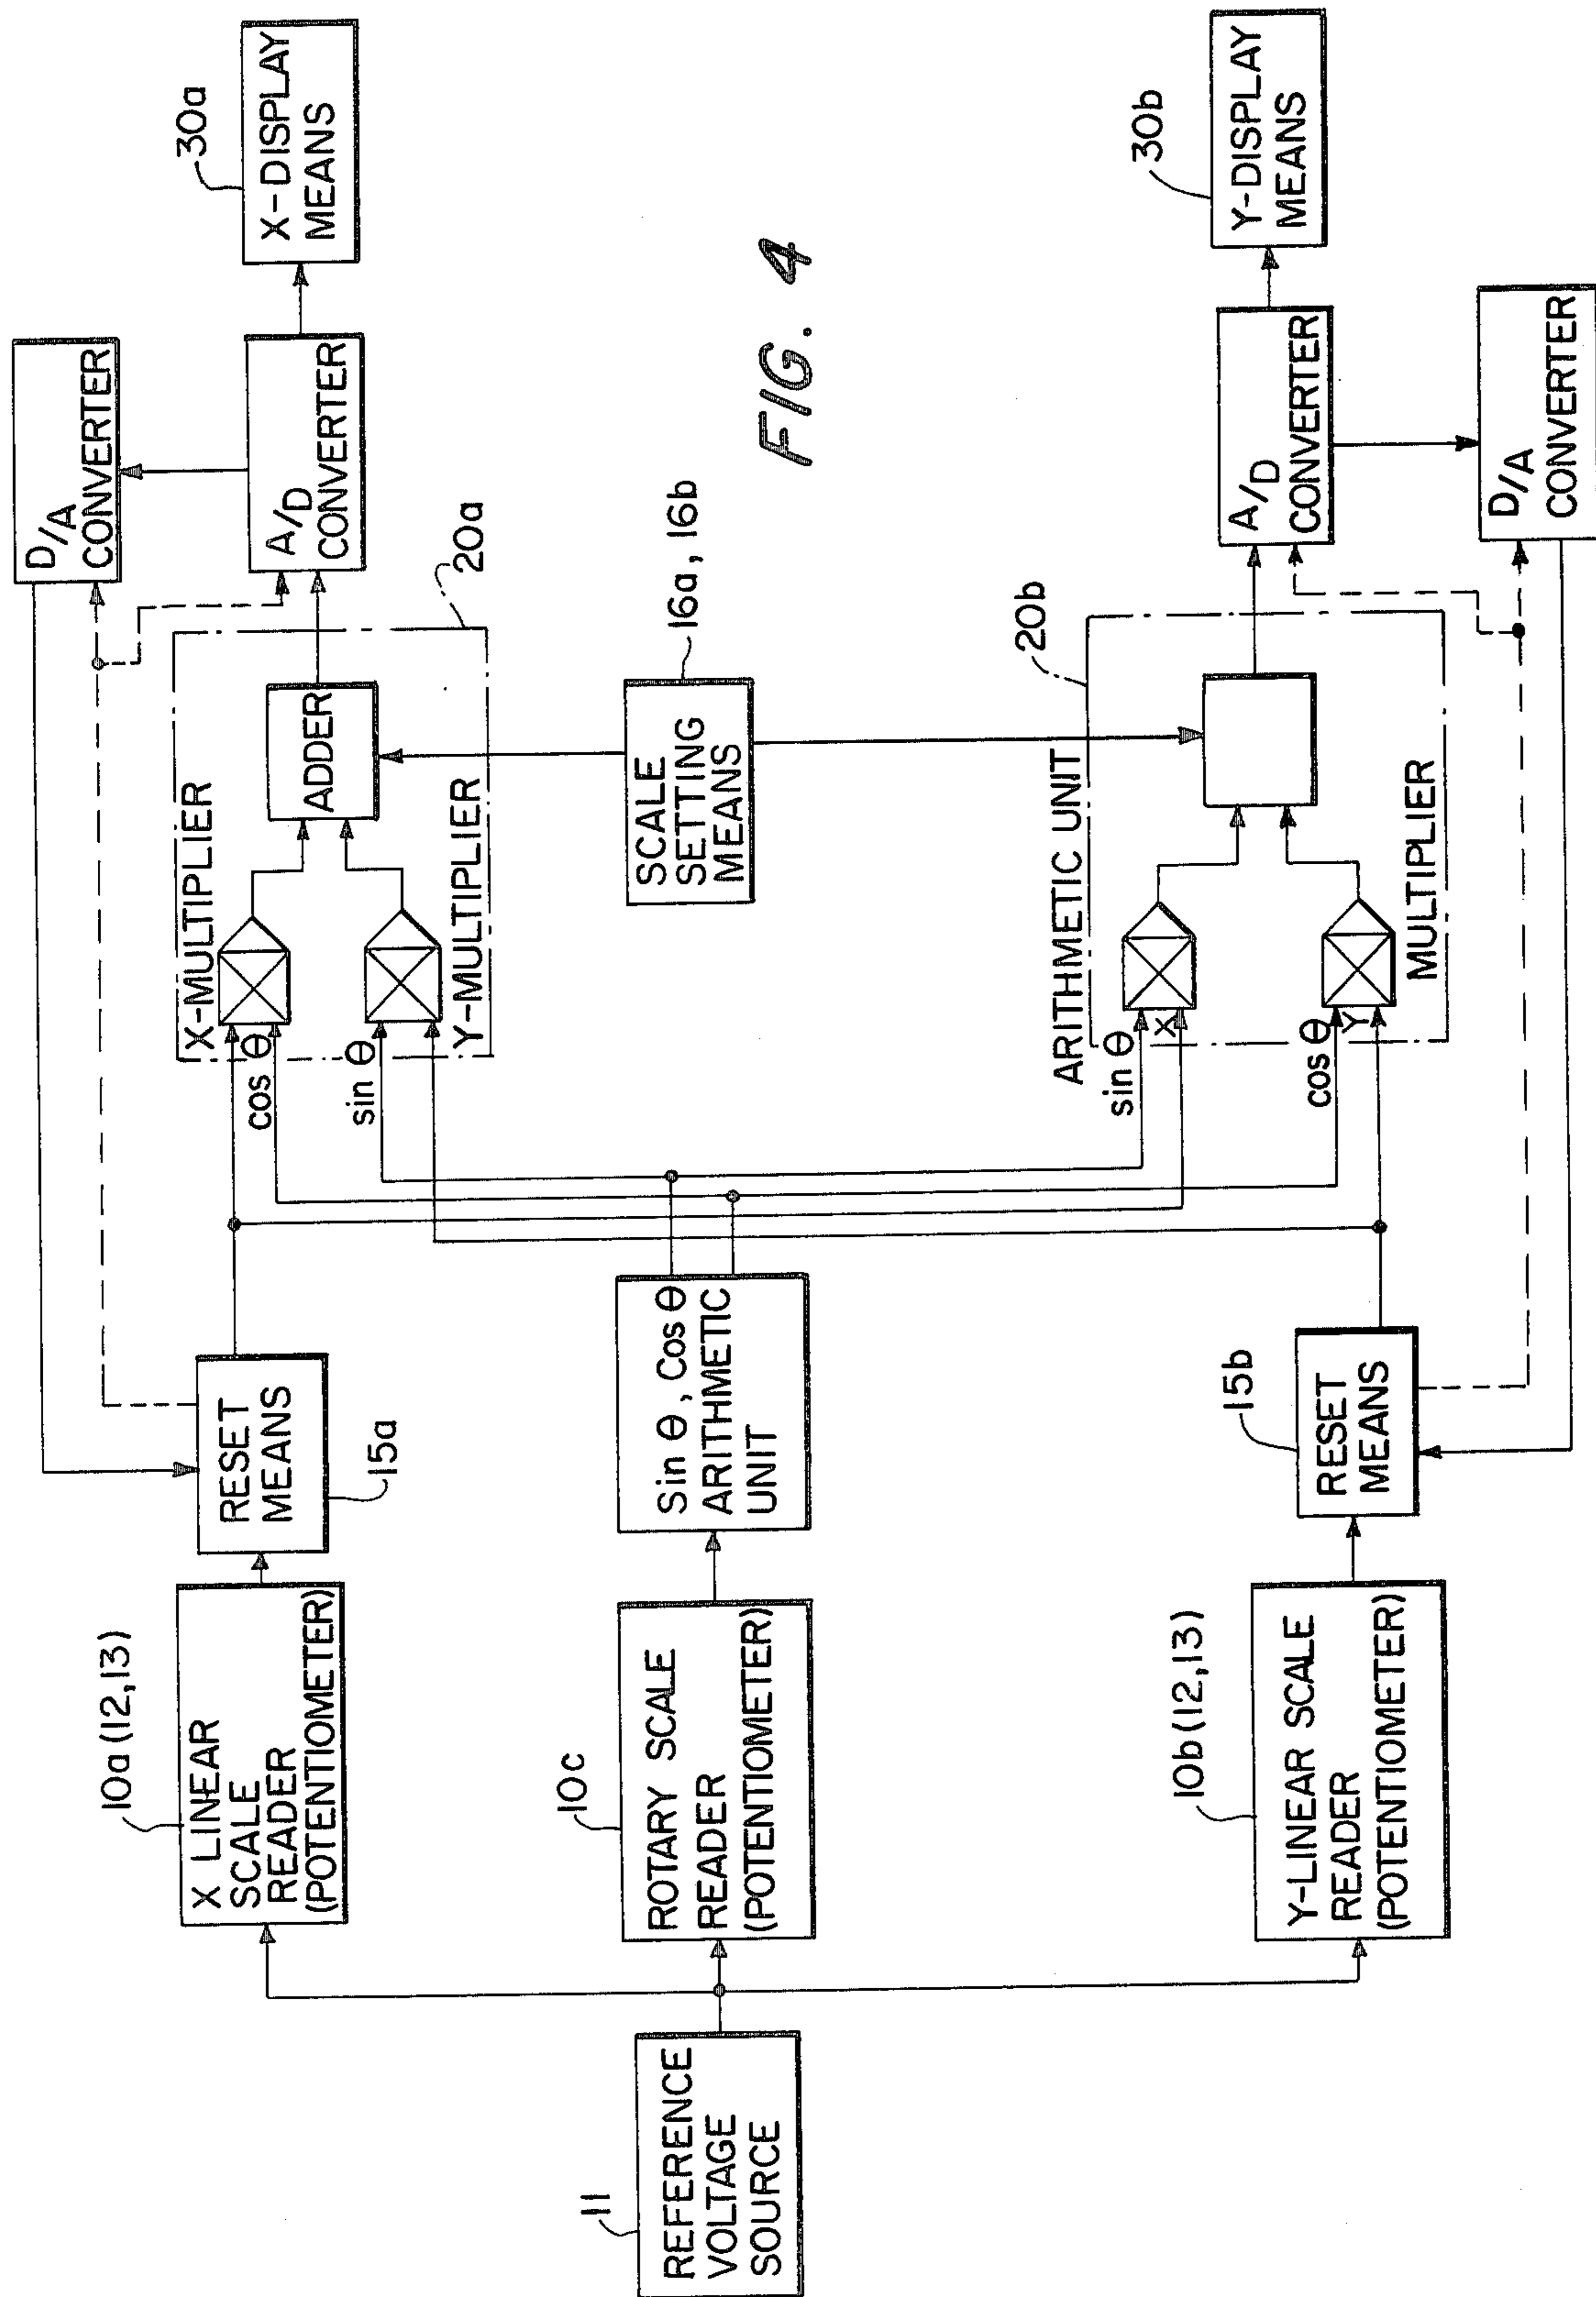 11
REFERENCE
VOLTAGE
SOURCE
10a (12,13)
X LINEAR
SCALE
READER
(POTENTIOMETER)
10c
ROTARY SCALE
READER
(POTENTIOMETER)
10b (12,13)
Y-LINEAR SCALE
READER
(POTENTIOMETER)
RESET
MEANS
15a
Sin θ, Cos θ
ARITHMETIC
UNIT
15b
RESET
MEANS
X-MULTIPLIER
cos θ
sin θ
Y-MULTIPLIER
ADDER
20a
SCALE
SETTING
MEANS
16a, 16b
ARITHMETIC UNIT
sin θ
X
cos θ
Y
MULTIPLIER
20b
D/A
CONVERTER
A/D
CONVERTER
30a
X-DISPLAY
MEANS
FIG. 4
A/D
CONVERTER
D/A
CONVERTER
30b
Y-DISPLAY
MEANS